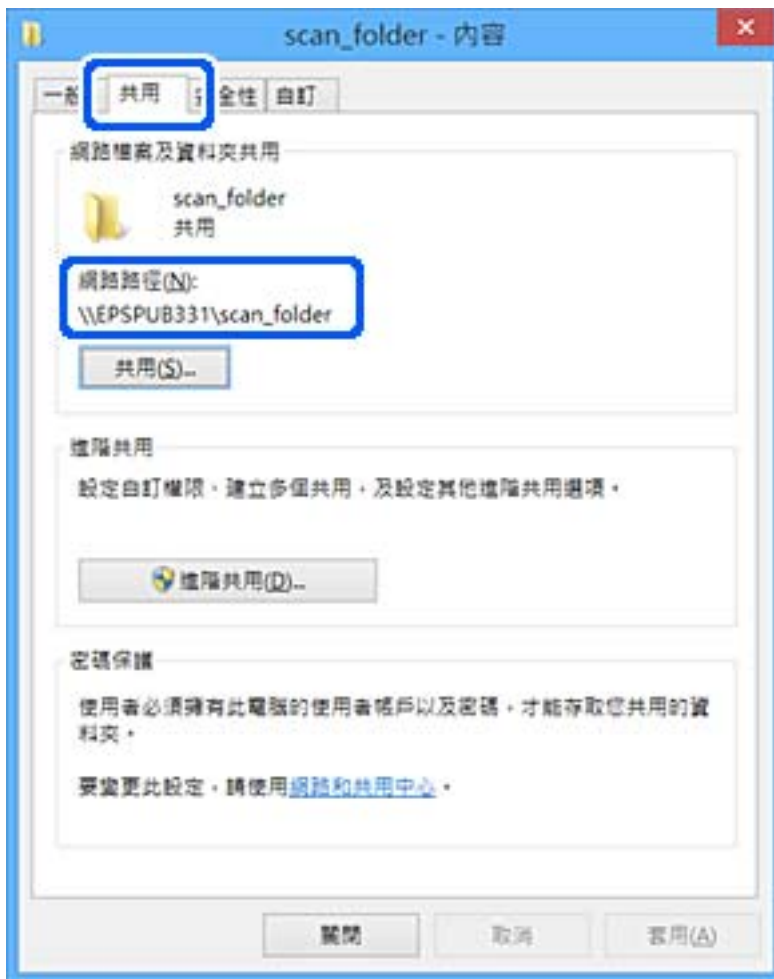 scan_folder - 內容
一般 共用 安全性 自訂
網路檔案及資料夾共用
scan_folder
共用
網路路徑(N):
\\EPSPUB331\scan_folder
共用(S)...
進階共用
設定自訂權限、建立多個共用，及設定其他進階共用選項。
進階共用(D)...
密碼保護
使用者必須擁有此電腦的使用者帳戶以及密碼，才能存取您共用的資
料夾。
要變更此設定，請使用網路和共用中心。
關閉 取消 套用(A)